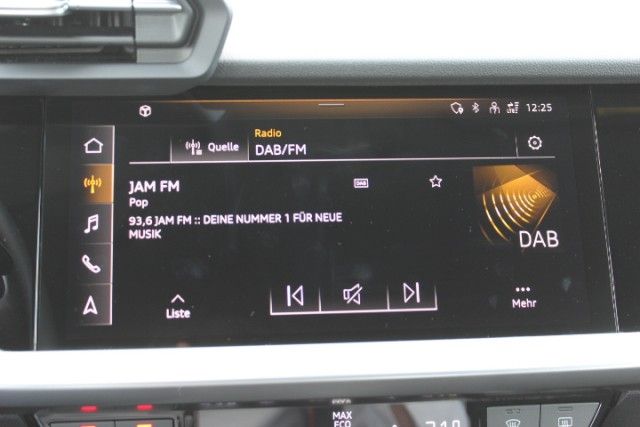 LTE 12:25
Radio
Quelle DAB/FM
JAM FM DAB
Pop
93,6 JAM FM :: DEINE NUMMER 1 FÜR NEUE
MUSIK
DAB
Liste Mehr
MAX
ECO